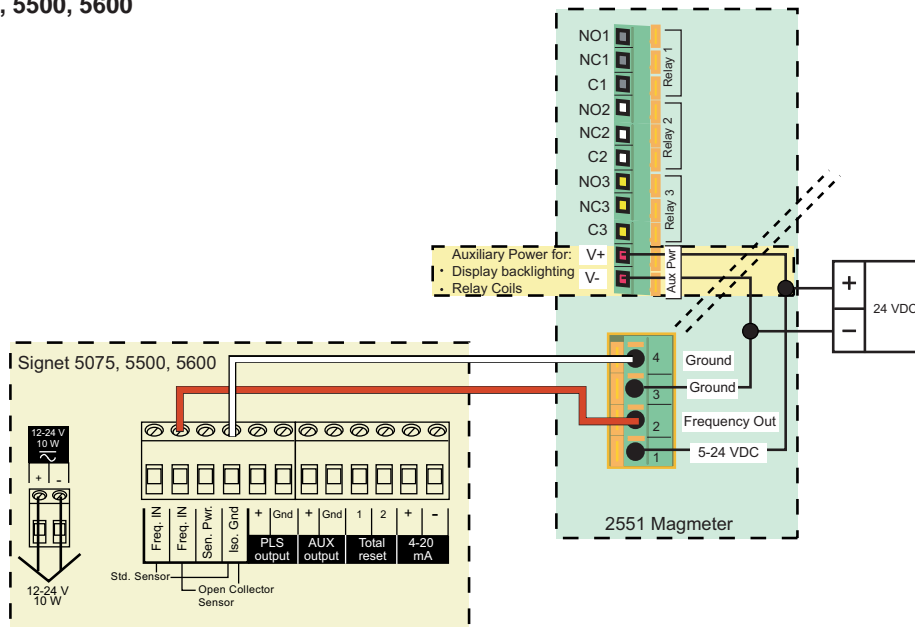 , 5500, 5600
NO1
NC1
C1
Relay 1
NO2
NC2
C2
Relay 2
NO3
NC3
C3
Relay 3
Auxiliary Power for:
• Display backlighting
• Relay Coils
V+
V-
Aux Pwr
+
-
24 VDC
4 Ground
3 Ground
2 Frequency Out
1 5-24 VDC
2551 Magmeter
Signet 5075, 5500, 5600
12-24 V
10 W
+ -
12-24 V
10 W
Freq. IN
Freq. IN
Sen. Pwr.
Iso. Gnd
+ Gnd + Gnd 1 2 + -
PLS output
AUX output
Total reset
4-20 mA
Std. Sensor
Open Collector
Sensor